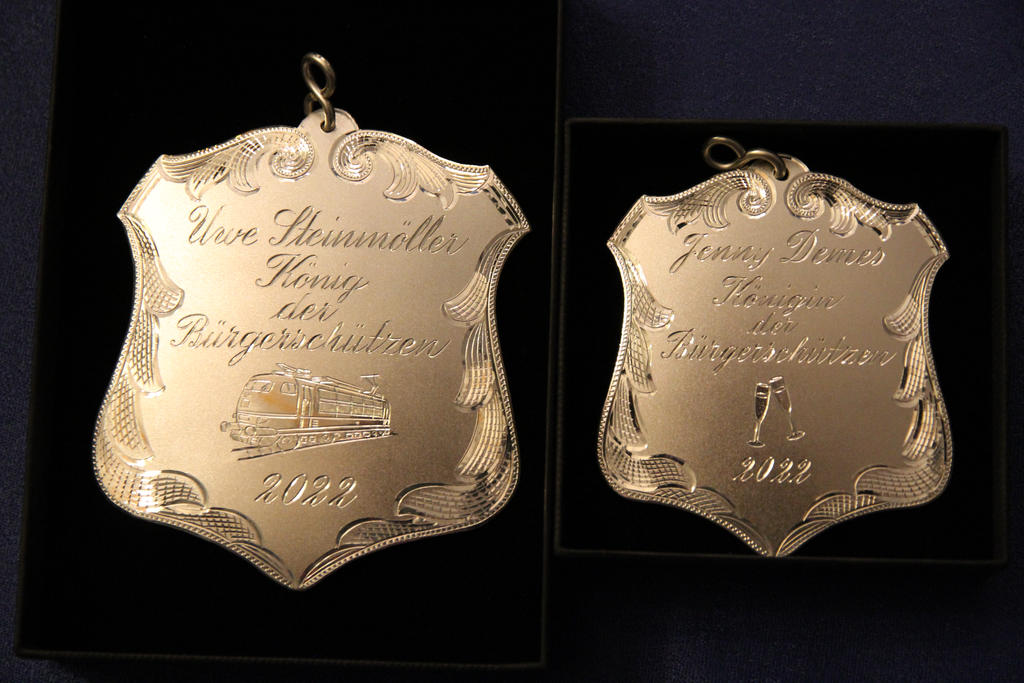 Uwe Steinmöller
König
der
Bürgerschützen
2022
Jenny Demes
Königin
der
Bürgerschützen
2022